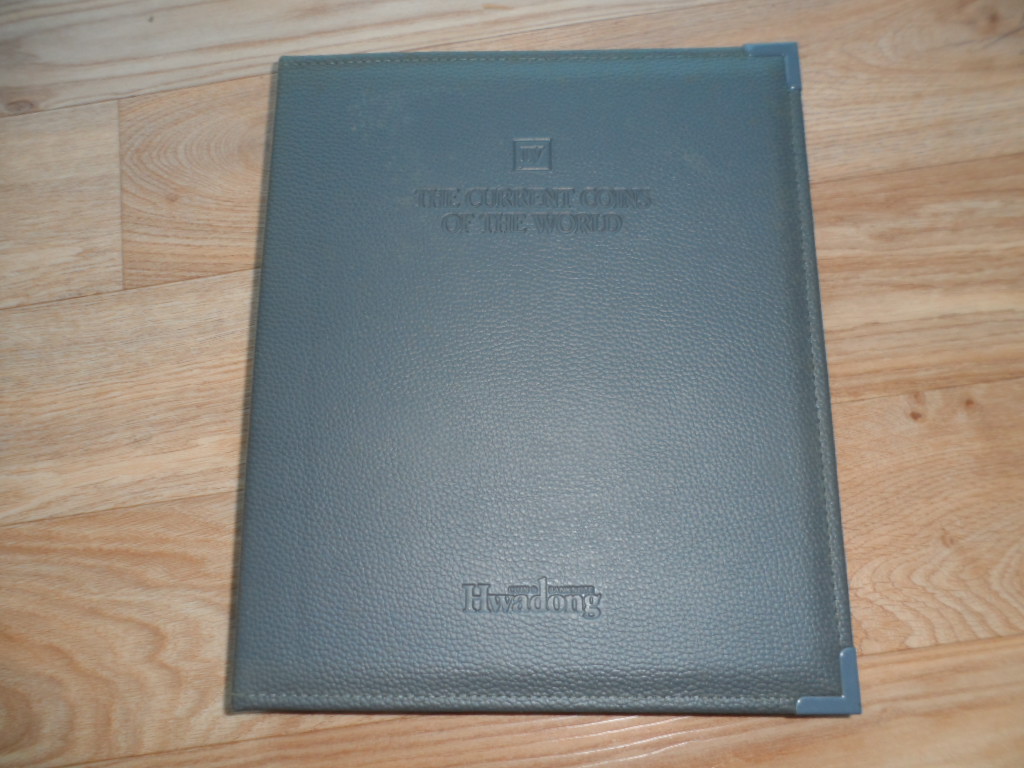 THE CURRENT COINS
OF THE WORLD
Hwadong